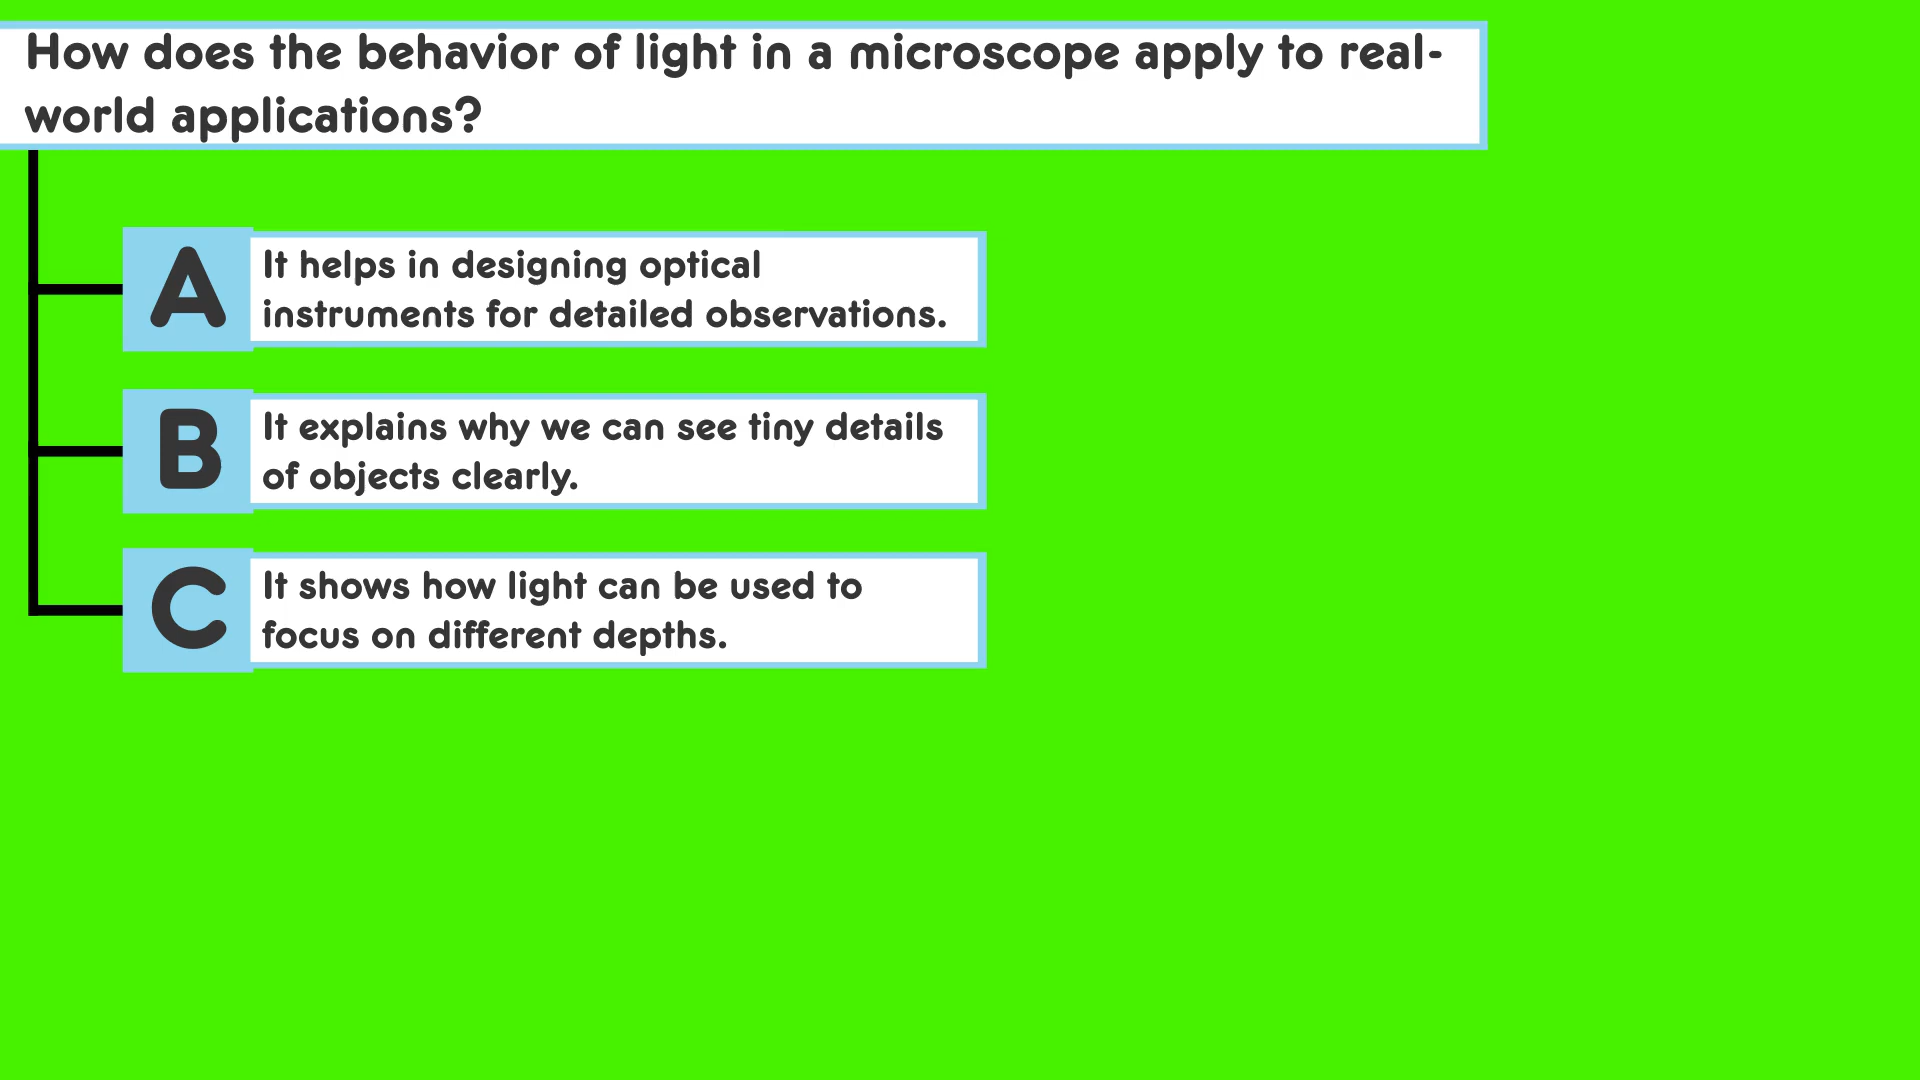 How does the behavior of light in a microscope apply to real-
world applications?
A
It helps in designing optical
instruments for detailed observations.
B
It explains why we can see tiny details
of objects clearly.
C
It shows how light can be used to
focus on different depths.